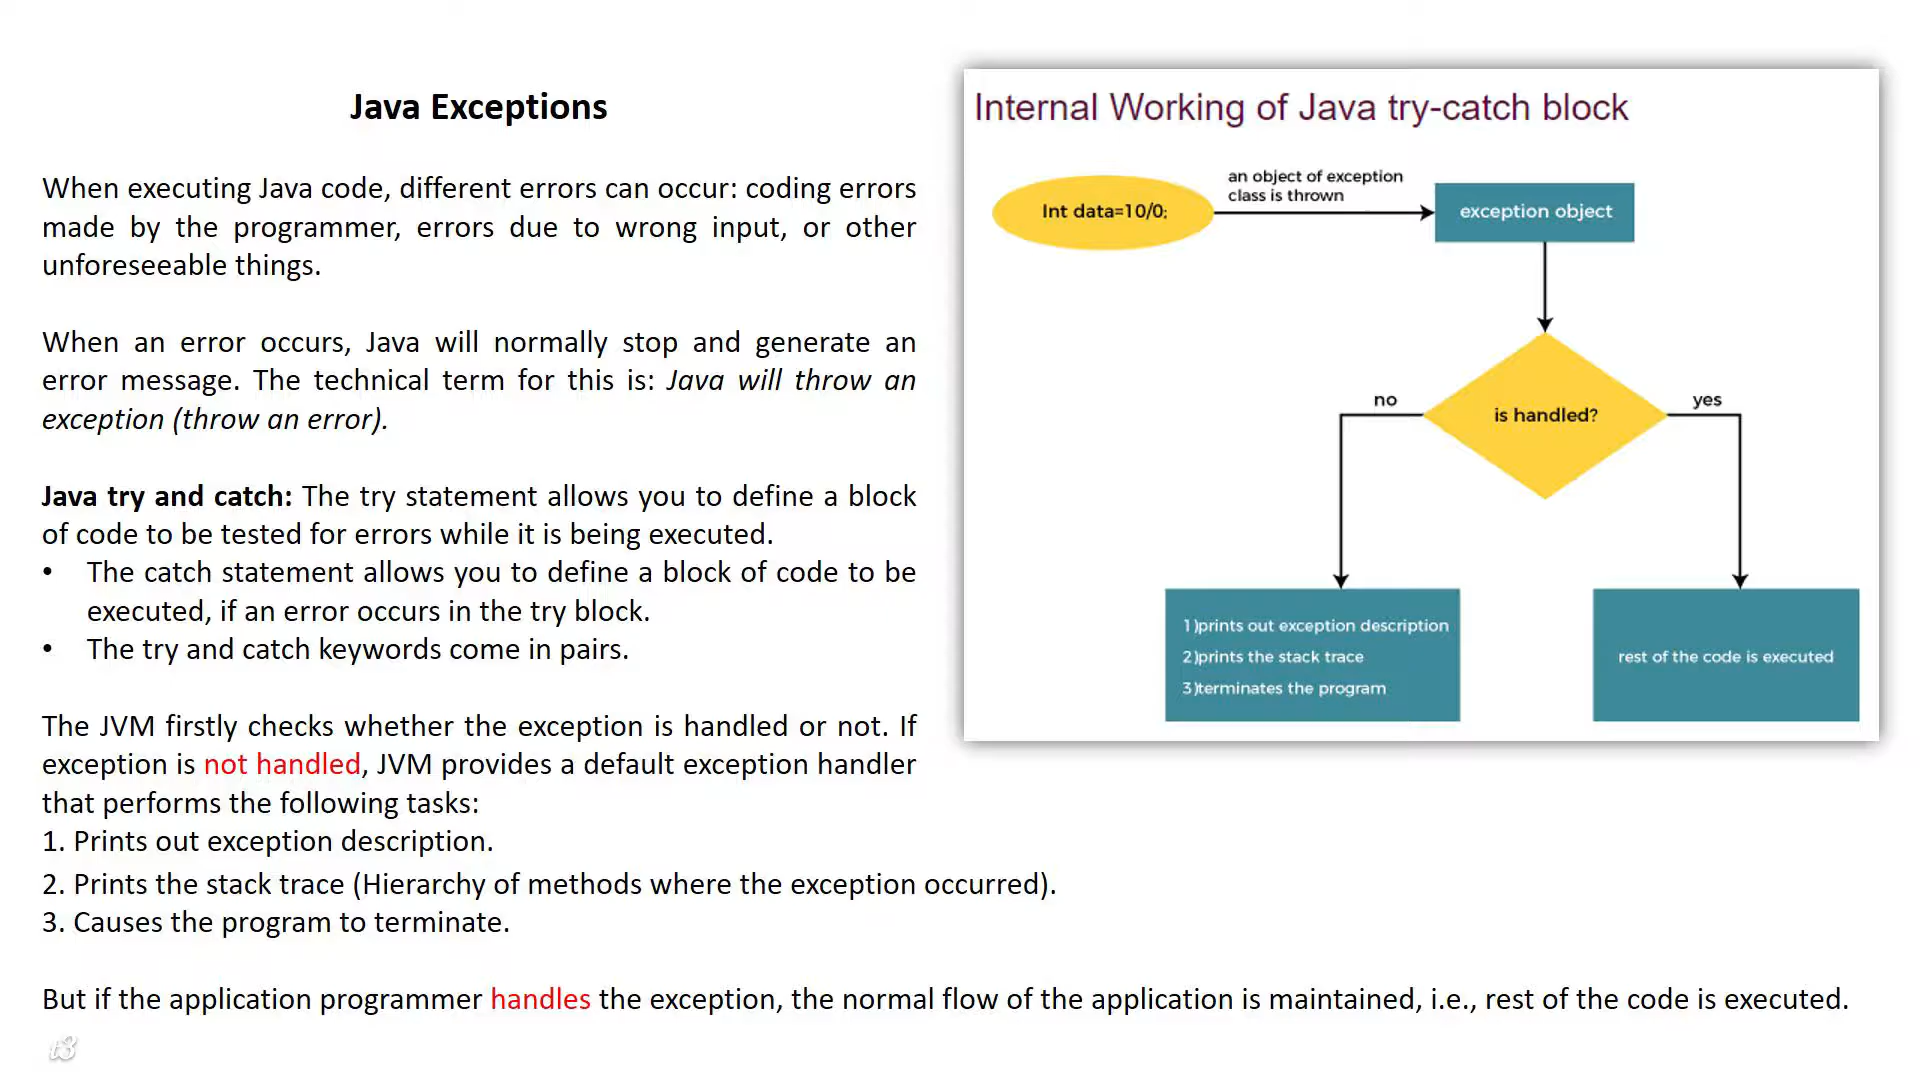 Java Exceptions
When executing Java code, different errors can occur: coding errors
made by the programmer, errors due to wrong input, or other
unforeseeable things.
When an error occurs, Java will normally stop and generate an
error message. The technical term for this is: Java will throw an
exception (throw an error).
Java try and catch: The try statement allows you to define a block
of code to be tested for errors while it is being executed.
• The catch statement allows you to define a block of code to be
executed, if an error occurs in the try block.
• The try and catch keywords come in pairs.
The JVM firstly checks whether the exception is handled or not. If
exception is not handled, JVM provides a default exception handler
that performs the following tasks:
1. Prints out exception description.
2. Prints the stack trace (Hierarchy of methods where the exception occurred).
3. Causes the program to terminate.
But if the application programmer handles the exception, the normal flow of the application is maintained, i.e., rest of the code is executed.
t3
Internal Working of Java try-catch block
an object of exception
class is thrown
Int data=10/0;
exception object
is handled?
no
yes
1)prints out exception description
2)prints the stack trace
3)terminates the program
rest of the code is executed